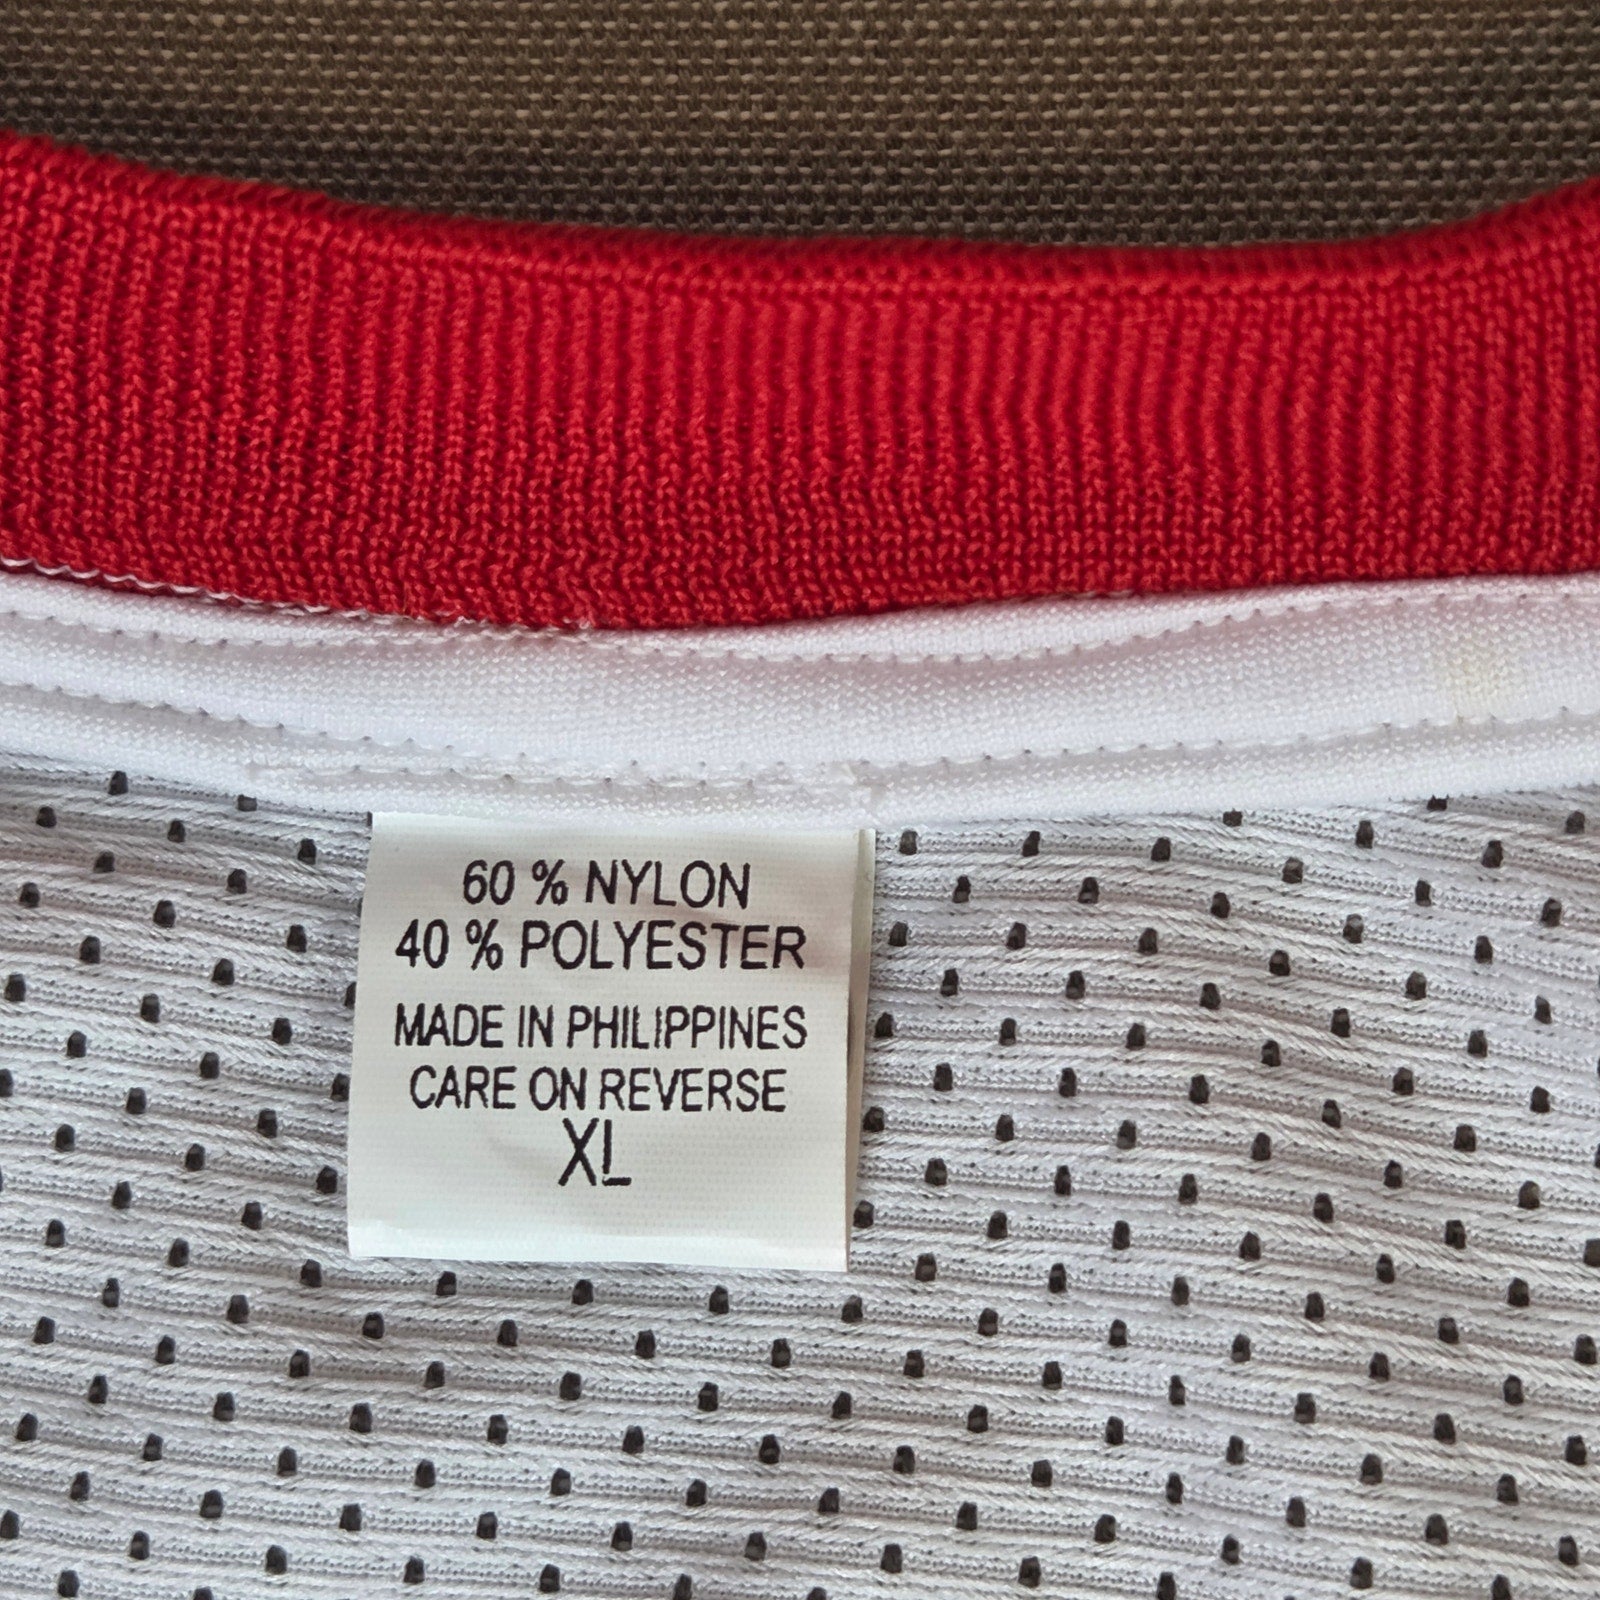 60 % NYLON
40 % POLYESTER
MADE IN PHILIPPINES
CARE ON REVERSE
XL